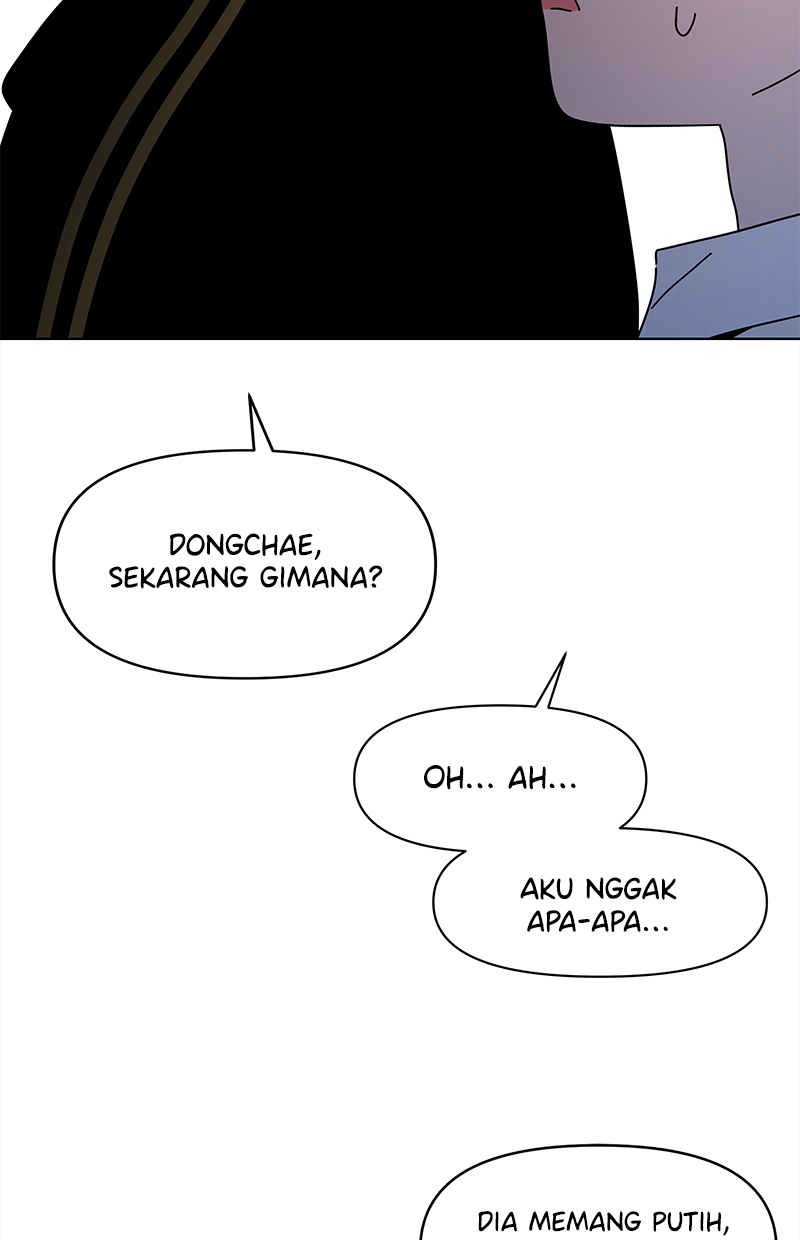 DONGCHAE,
SEKARANG GIMANA?
OH... AH...
AKU NGGAK
APA-APA...
DIA MEMANG PUTIH,